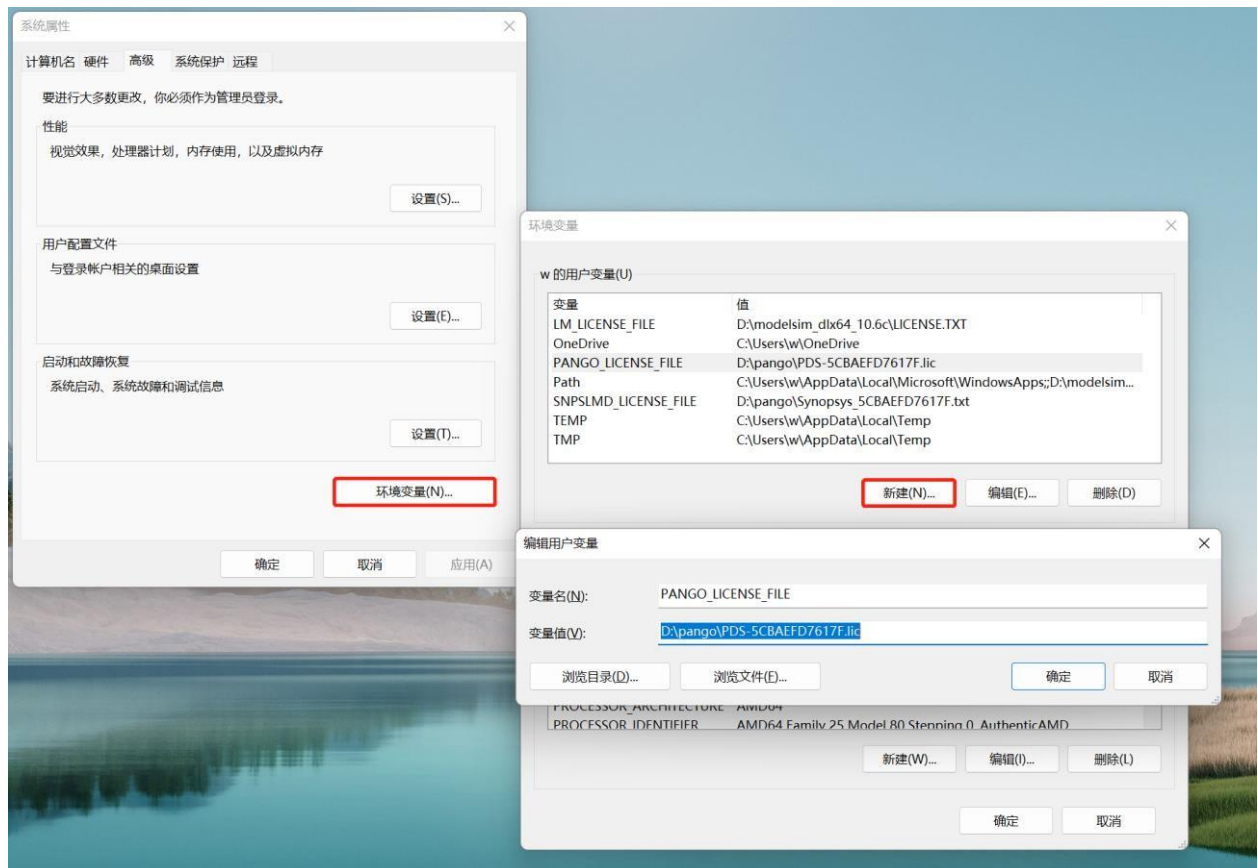 系统属性
计算机名 硬件 高级 系统保护 远程
要进行大多数更改，你必须作为管理员登录。
性能
视觉效果，处理器计划，内存使用，以及虚拟内存
设置(S)...
用户配置文件
与登录帐户相关的桌面设置
设置(E)...
启动和故障恢复
系统启动、系统故障和调试信息
设置(T)...
环境变量(N)...
确定 取消 应用(A)
环境变量
w 的用户变量(U)
变量 值
LM_LICENSE_FILE D:\modelsim_dlx64_10.6c\LICENSE.TXT
OneDrive C:\Users\w\OneDrive
PANGO_LICENSE_FILE D:\pango\PDS-5CBAEFD7617F.lic
Path C:\Users\w\AppData\Local\Microsoft\WindowsApps;;D:\modelsim...
SNPSLMD_LICENSE_FILE D:\pango\Synopsys_5CBAEFD7617F.txt
TEMP C:\Users\w\AppData\Local\Temp
TMP C:\Users\w\AppData\Local\Temp
新建(N)... 编辑(E)... 删除(D)
编辑用户变量
变量名(N): PANGO_LICENSE_FILE
变量值(V): D:\pango\PDS-5CBAEFD7617F.lic
浏览目录(D)... 浏览文件(F)... 确定 取消
PROCESSOR_ARCHITECTURE AMD64
PROCESSOR_IDENTIFIER AMD64 Family 25 Model 80 Stepping 0, AuthenticAMD
新建(W)... 编辑(I)... 删除(L)
确定 取消